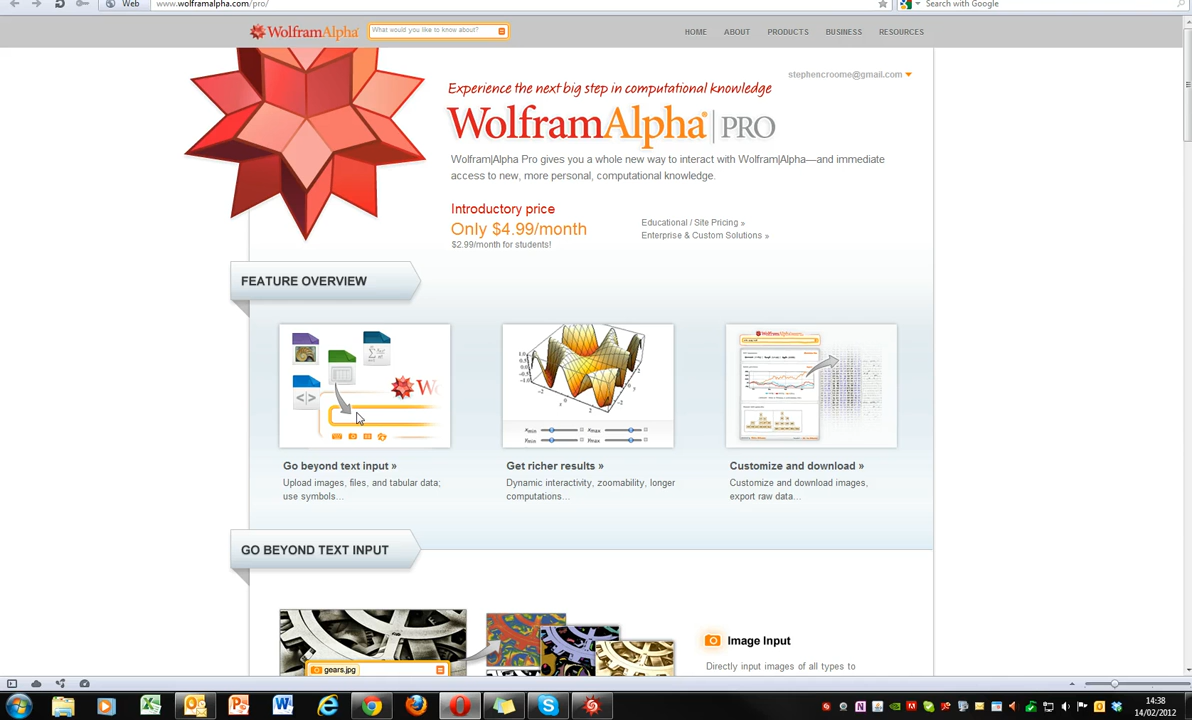 Web
www.wolframalpha.com/pro/
Search with Google
WolframAlpha
What would you like to know about?
HOME ABOUT PRODUCTS BUSINESS RESOURCES
stephencroome@gmail.com
Experience the next big step in computational knowledge
WolframAlpha® | PRO
Wolfram|Alpha Pro gives you a whole new way to interact with Wolfram|Alpha—and immediate
access to new, more personal, computational knowledge.
Introductory price
Only $4.99/month
$2.99/month for students!
Educational / Site Pricing »
Enterprise & Custom Solutions »
FEATURE OVERVIEW
Go beyond text input »
Upload images, files, and tabular data;
use symbols...
Get richer results »
Dynamic interactivity, zoomability, longer
computations...
Customize and download »
Customize and download images,
export raw data...
GO BEYOND TEXT INPUT
gears.jpg
Image Input
Directly input images of all types to
14:38
14/02/2012